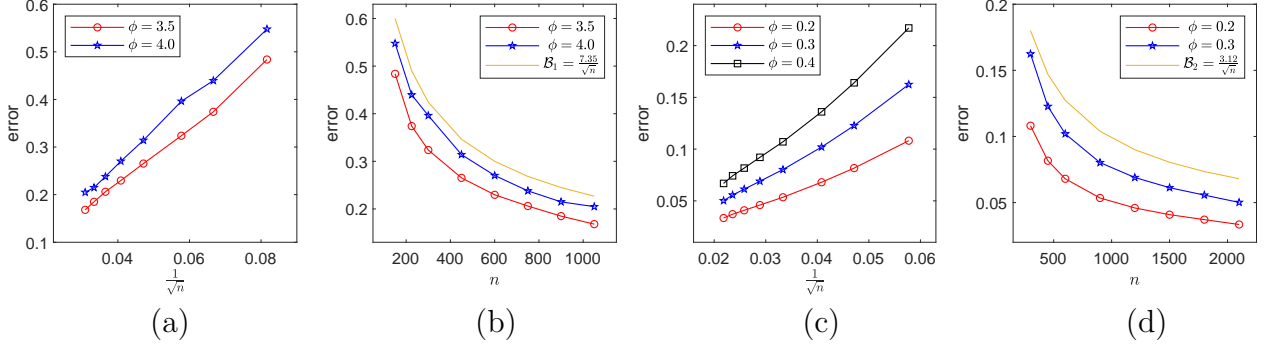 0.6
0.5
0.4
0.3
0.2
0.1
error
ϕ = 3.5
ϕ = 4.0
0.04
0.06
0.08
1/√n
(a)
0.6
0.5
0.4
0.3
0.2
error
ϕ = 3.5
ϕ = 4.0
𝓑₁ = 7.35/√n
200
400
600
800
1000
n
(b)
0.2
0.15
0.1
0.05
error
ϕ = 0.2
ϕ = 0.3
ϕ = 0.4
0.02
0.03
0.04
0.05
0.06
1/√n
(c)
0.2
0.15
0.1
0.05
error
ϕ = 0.2
ϕ = 0.3
𝓑₂ = 3.12/√n
500
1000
1500
2000
n
(d)